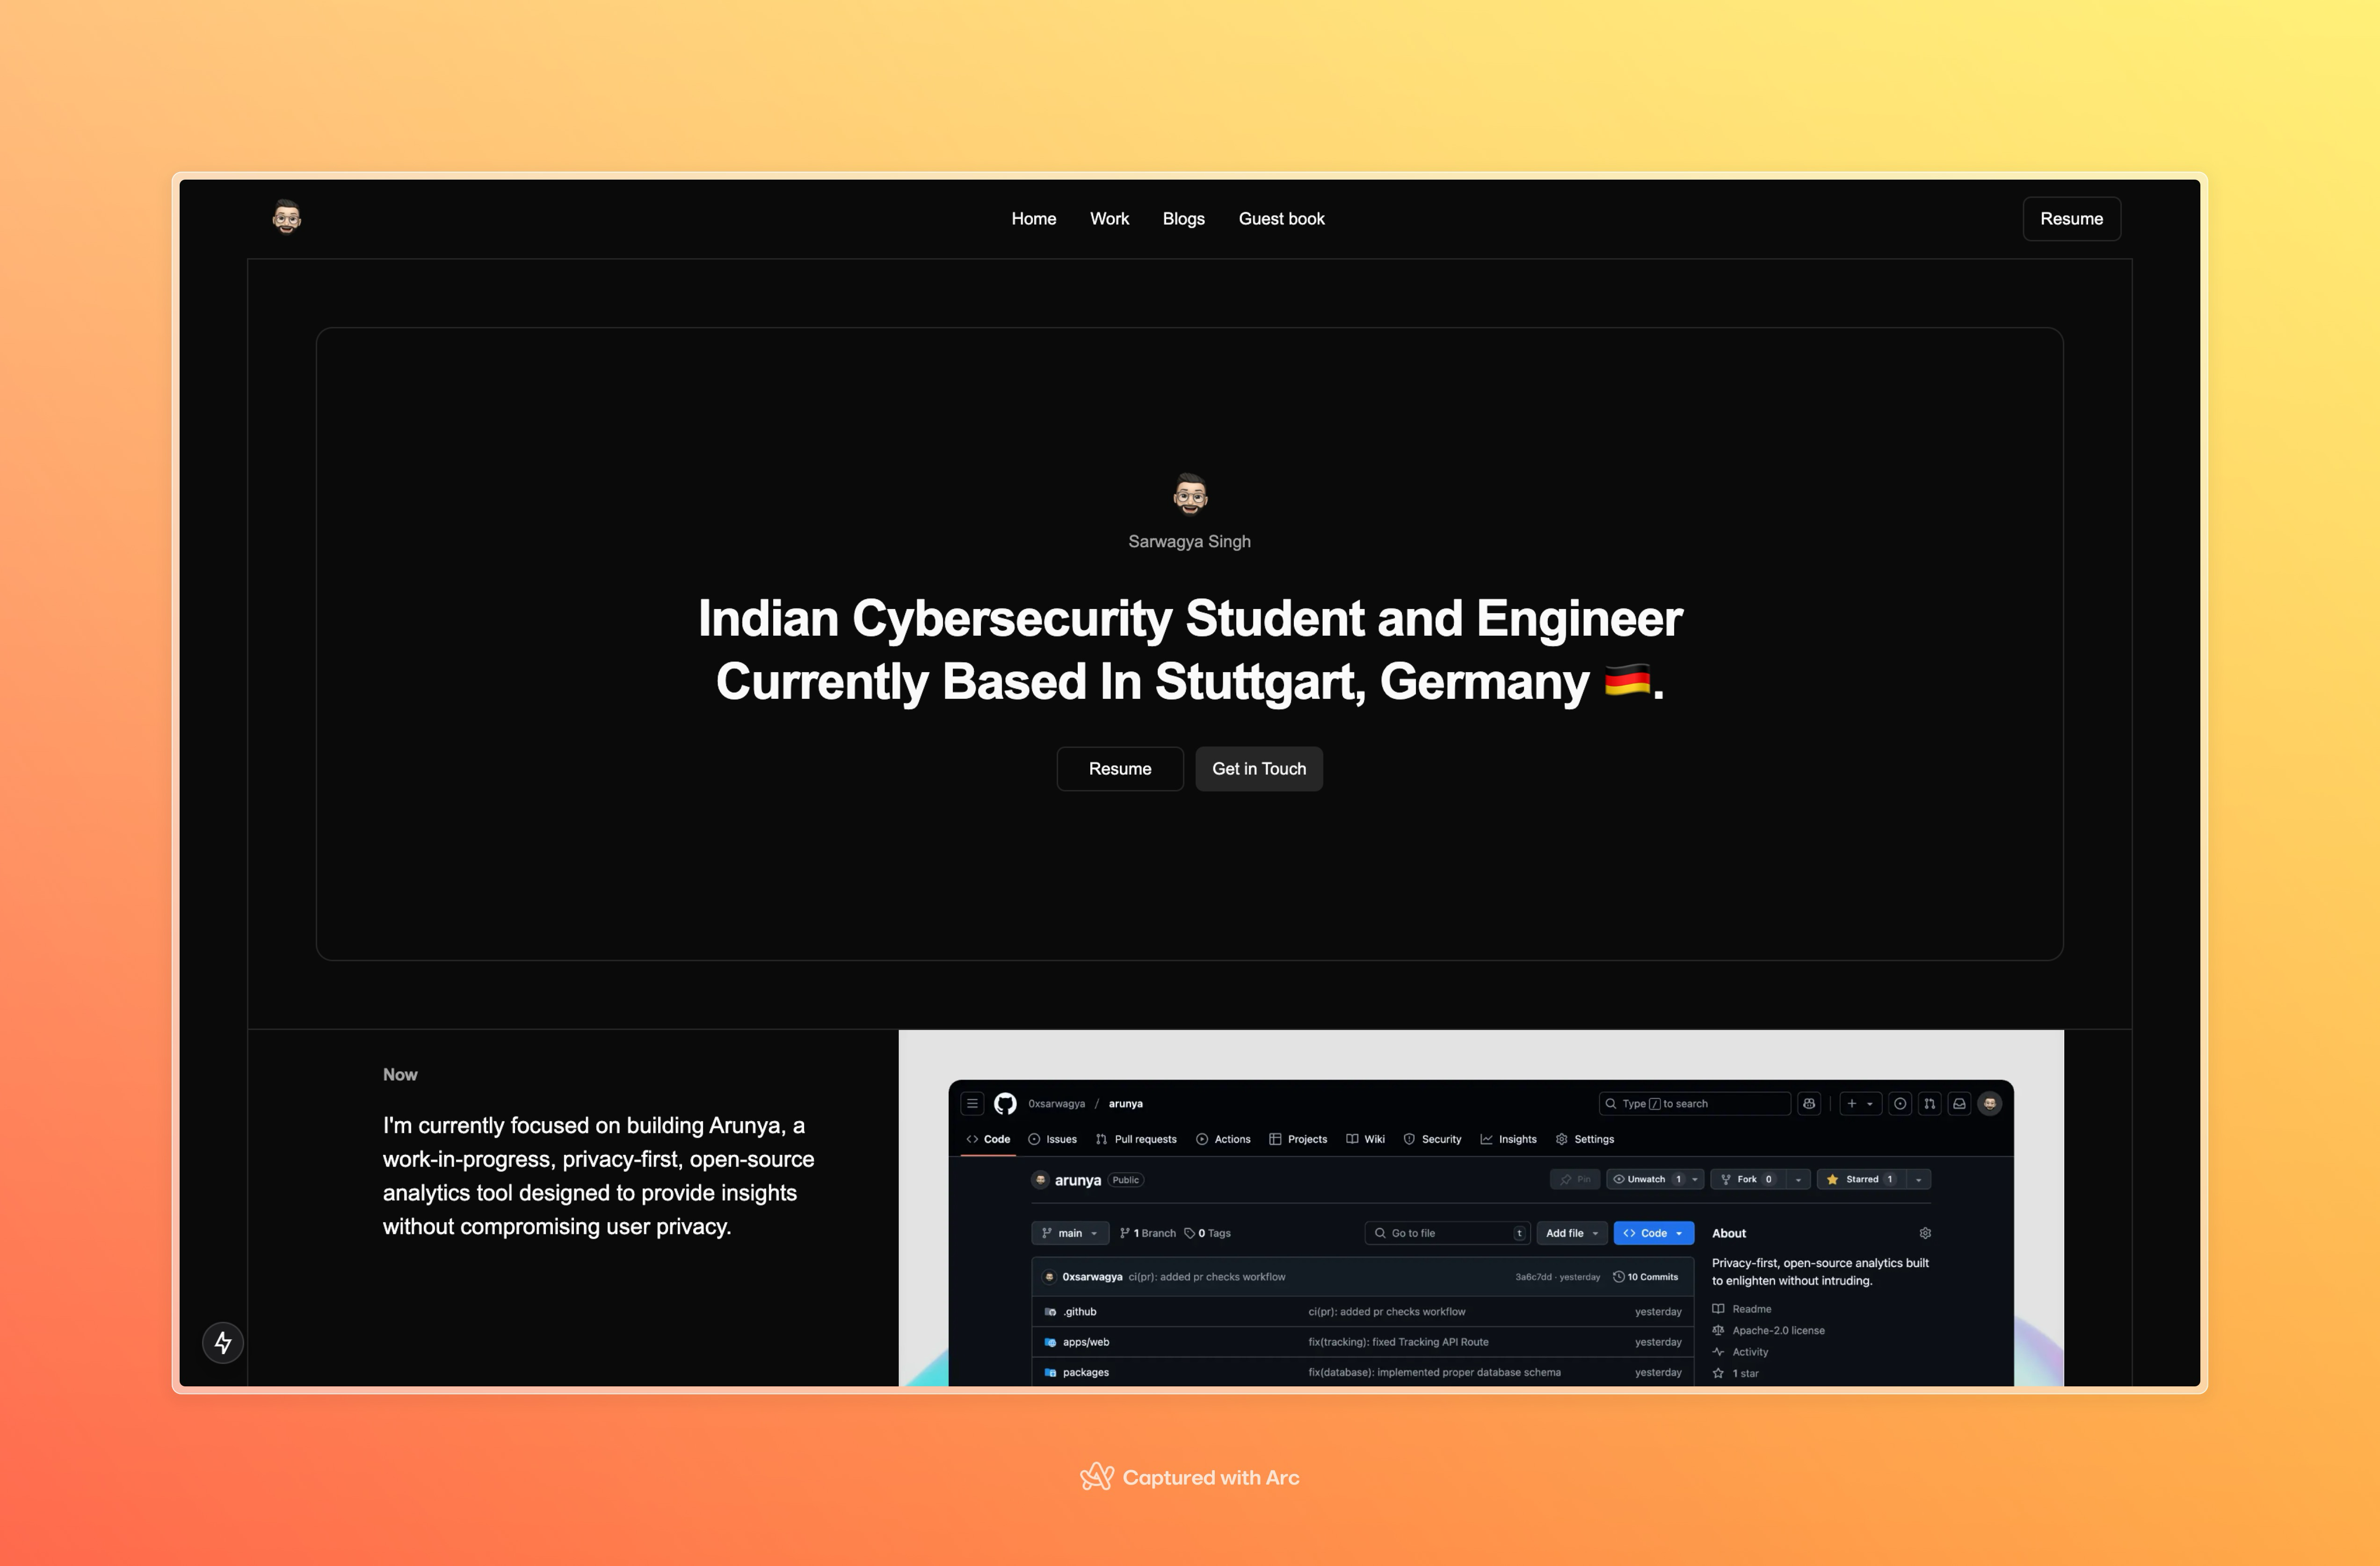 Home Work Blogs Guest book Resume
Sarwagya Singh
Indian Cybersecurity Student and Engineer
Currently Based In Stuttgart, Germany 🇩🇪.
Resume Get in Touch
Now
I'm currently focused on building Arunya, a
work-in-progress, privacy-first, open-source
analytics tool designed to provide insights
without compromising user privacy.
0xsarwagya / arunya Type / to search
Code Issues Pull requests Actions Projects Wiki Security Insights Settings
arunya Public Pin Unwatch 1 Fork 0 Starred 1
main 1 Branch 0 Tags Go to file t Add file Code
0xsarwagya ci(pr): added pr checks workflow 3a6c7dd · yesterday 10 Commits
.github ci(pr): added pr checks workflow yesterday
apps/web fix(tracking): fixed Tracking API Route yesterday
packages fix(database): implemented proper database schema yesterday
About
Privacy-first, open-source analytics built
to enlighten without intruding.
Readme
Apache-2.0 license
Activity
1 star
Captured with Arc